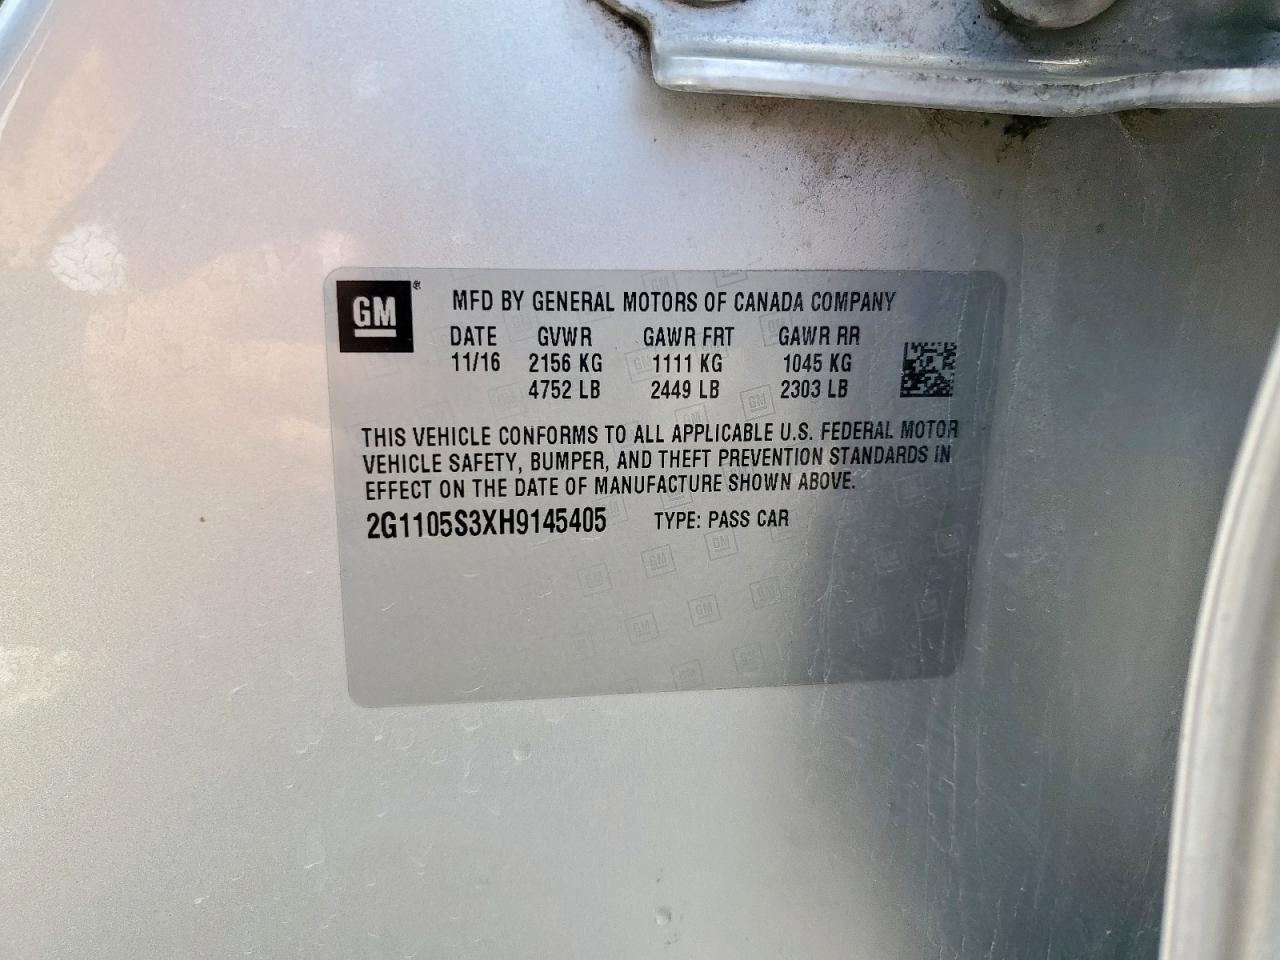 GM®
MFD BY GENERAL MOTORS OF CANADA COMPANY
DATE GVWR GAWR FRT GAWR RR
11/16 2156 KG 1111 KG 1045 KG
4752 LB 2449 LB 2303 LB
THIS VEHICLE CONFORMS TO ALL APPLICABLE U.S. FEDERAL MOTOR
VEHICLE SAFETY, BUMPER, AND THEFT PREVENTION STANDARDS IN
EFFECT ON THE DATE OF MANUFACTURE SHOWN ABOVE.
2G1105S3XH9145405 TYPE: PASS CAR